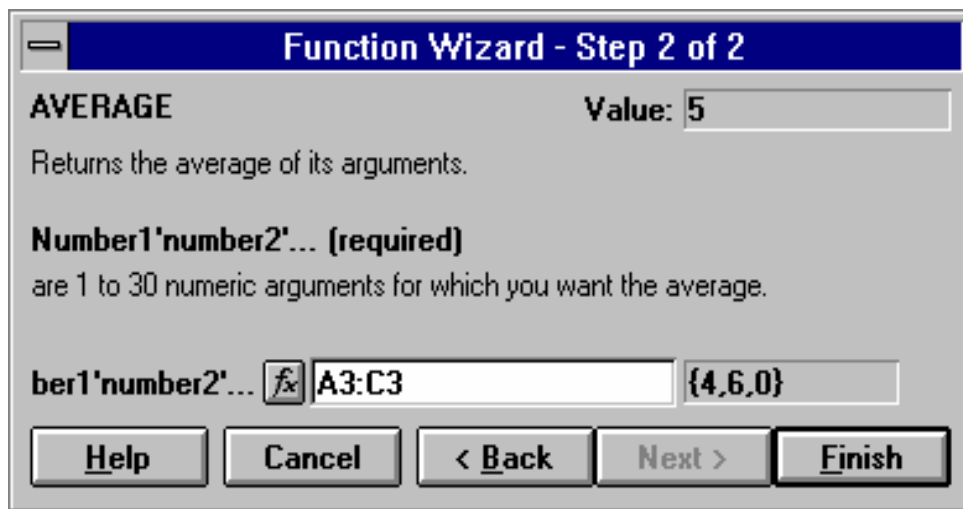 Function Wizard - Step 2 of 2
AVERAGE Value: 5
Returns the average of its arguments.
Number1'number2'... (required)
are 1 to 30 numeric arguments for which you want the average.
ber1'number2'... fx A3:C3 {4,6,0}
Help Cancel < Back Next > Finish